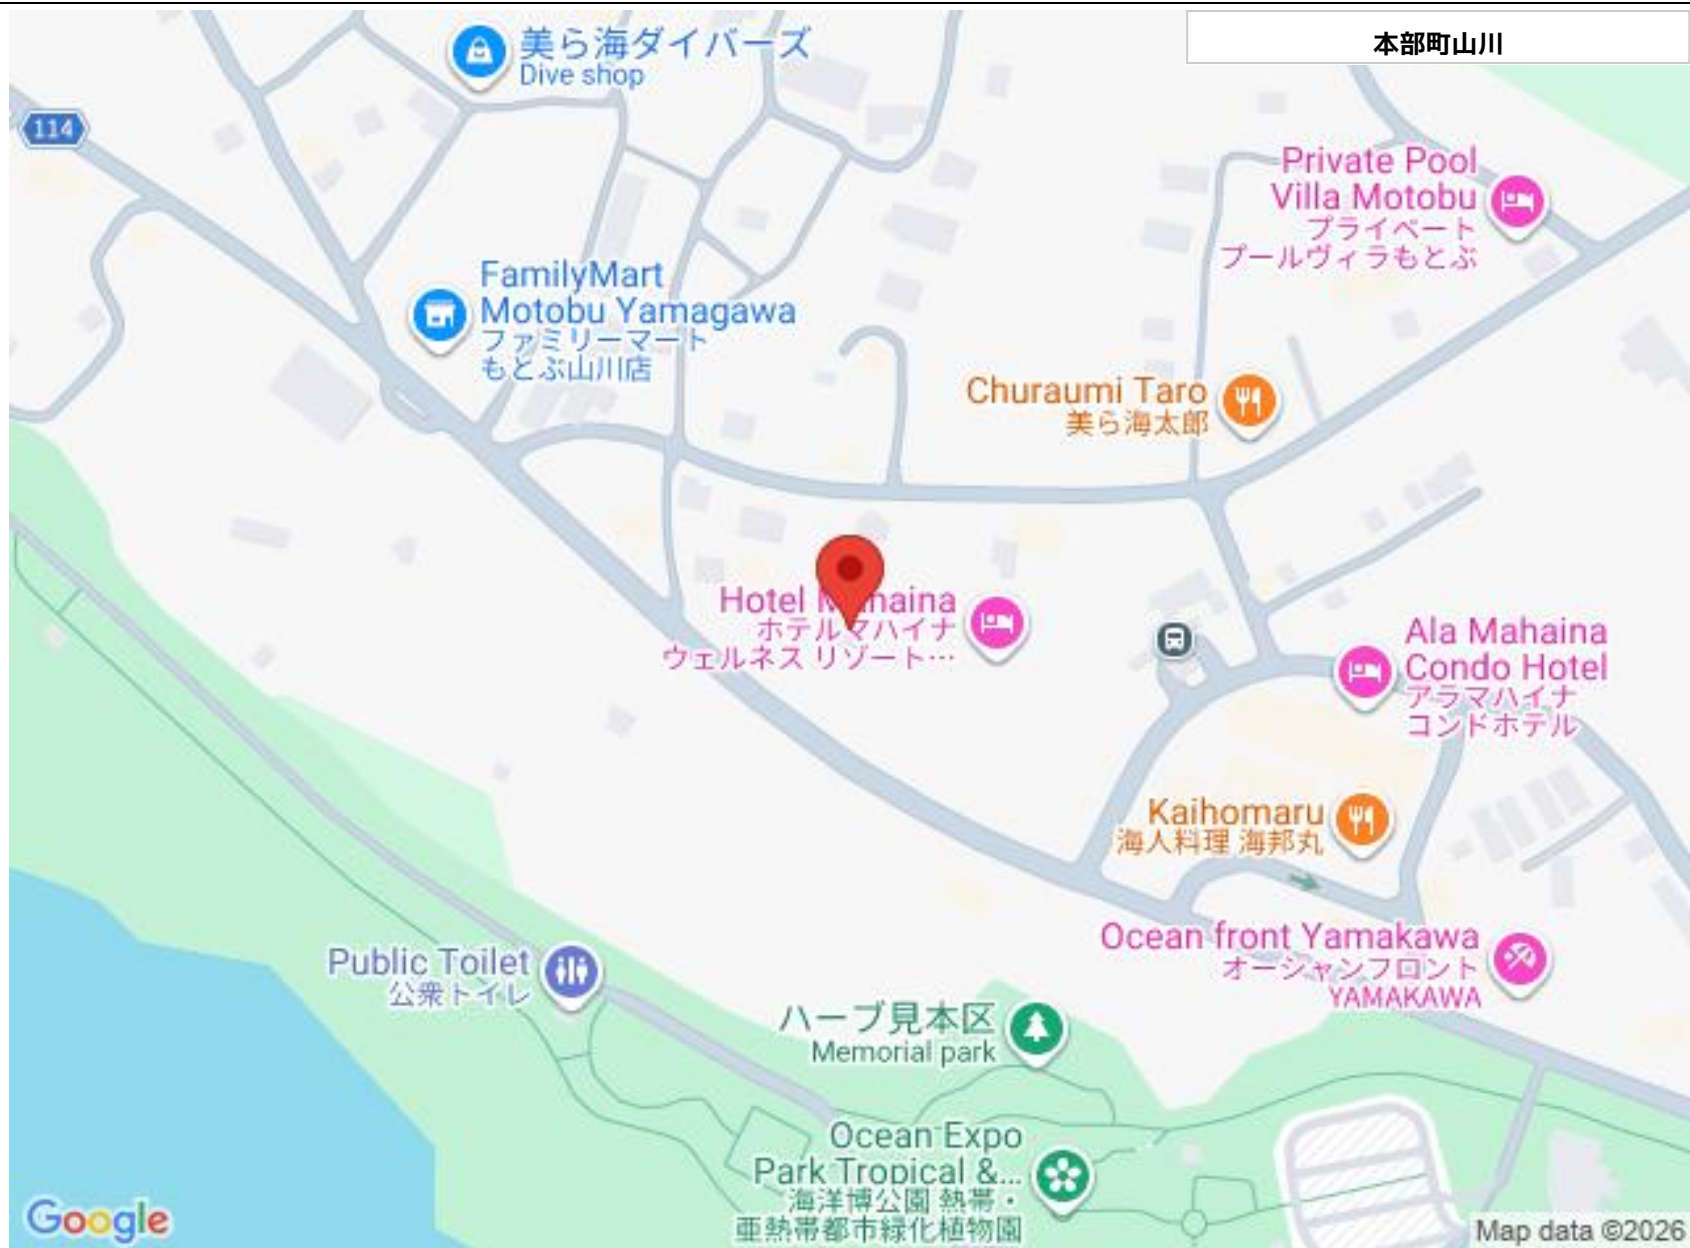 本部町山川
美ら海ダイバーズ
Dive shop
114
Private Pool
Villa Motobu
プライベート
プールヴィラもとぶ
FamilyMart
Motobu Yamagawa
ファミリーマート
もとぶ山川店
Churaumi Taro
美ら海太郎
Hotel Mahaina
ホテルマハイナ
ウェルネス リゾート…
Ala Mahaina
Condo Hotel
アラマハイナ
コンドホテル
Kaihomaru
海人料理 海邦丸
Ocean front Yamakawa
オーシャンフロント
YAMAKAWA
Public Toilet
公衆トイレ
ハーブ見本区
Memorial park
Ocean Expo
Park Tropical &...
海洋博公園 熱帯・
亜熱帯都市緑化植物園
Google
Map data ©2026